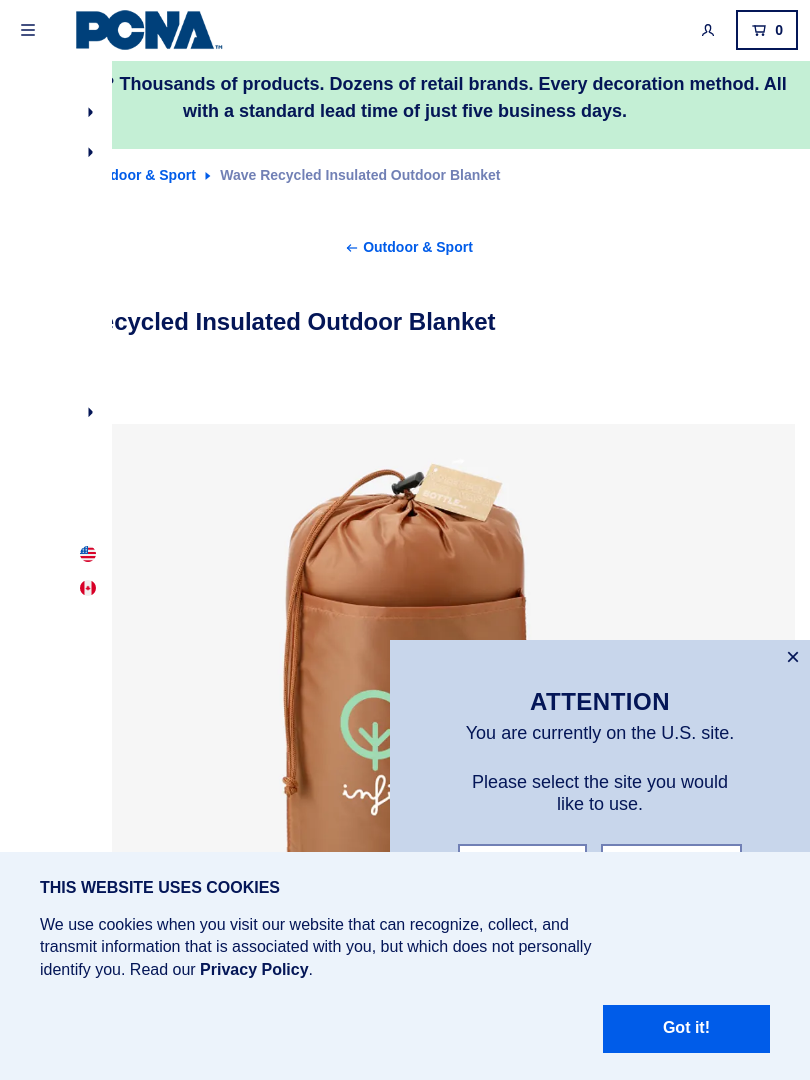 PCNA™
0
Thousands of products. Dozens of retail brands. Every decoration method. All
with a standard lead time of just five business days.
door & Sport
Wave Recycled Insulated Outdoor Blanket
Outdoor & Sport
ecycled Insulated Outdoor Blanket
BOTTLE
infi
ATTENTION
You are currently on the U.S. site.
Please select the site you would
like to use.
THIS WEBSITE USES COOKIES
We use cookies when you visit our website that can recognize, collect, and
transmit information that is associated with you, but which does not personally
identify you. Read our Privacy Policy.
Got it!